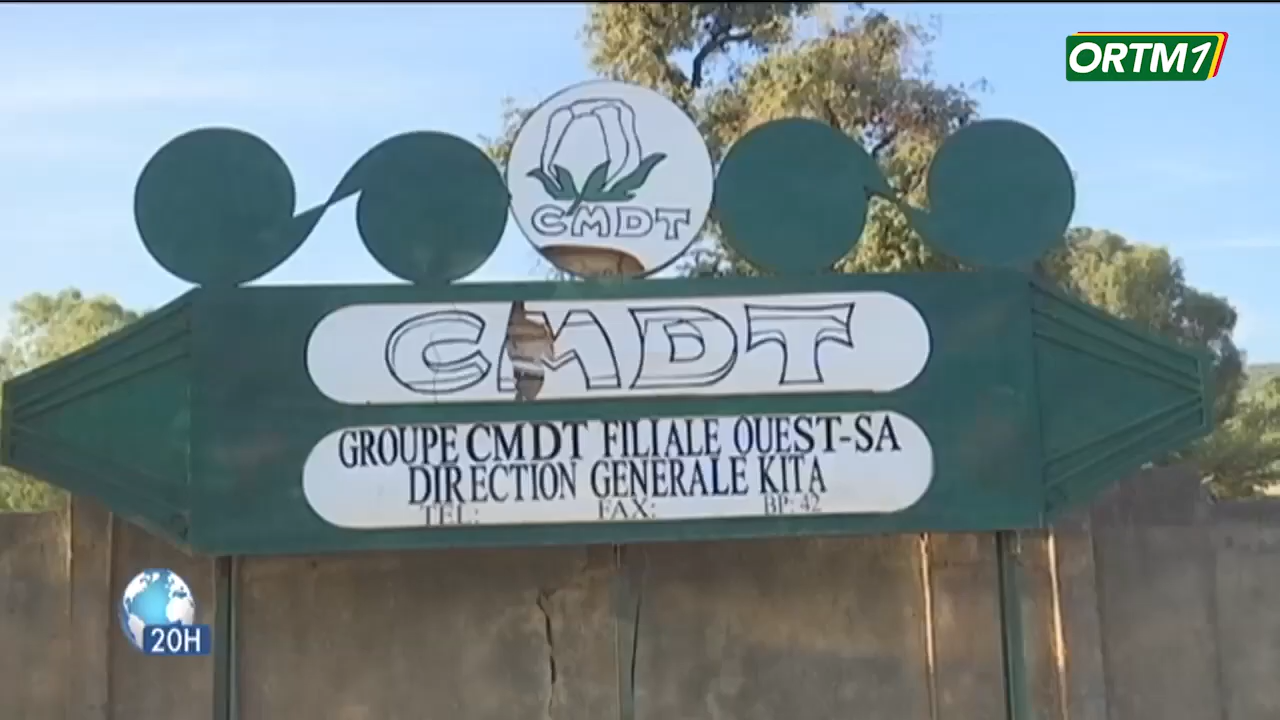 ORTM1
CMDT
CMDT
GROUPE CMDT FILIALE OUEST-SA
DIRECTION GENERALE KITA
TEL: FAX: BP: 42
20H